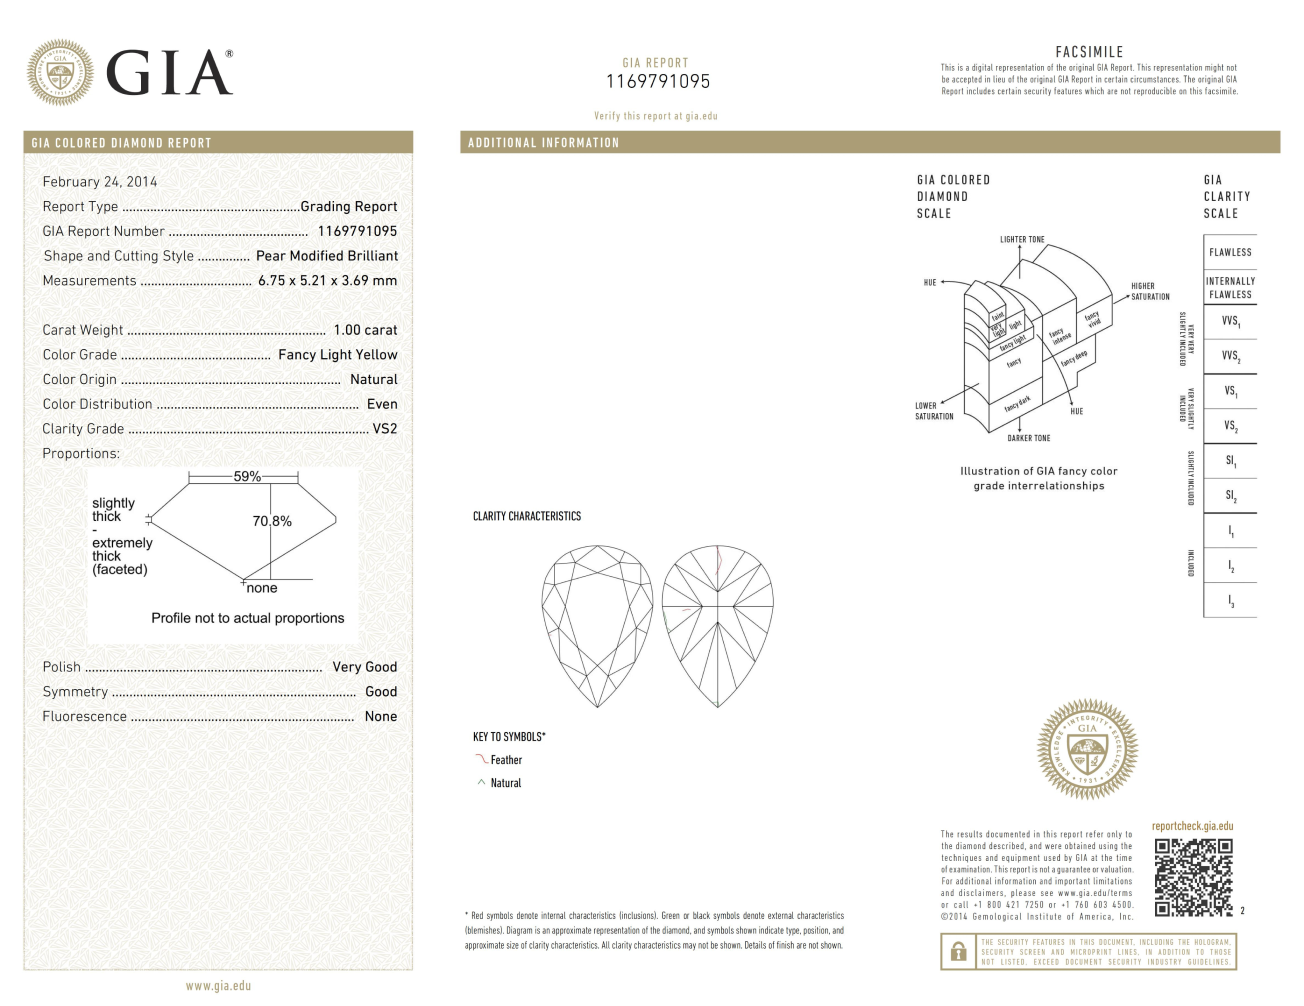 GIA®
GIA REPORT
1169791095
Verify this report at gia.edu
FACSIMILE
This is a digital representation of the original GIA Report. This representation might not
be accepted in lieu of the original GIA Report in certain circumstances. The original GIA
Report includes certain security features which are not reproducible on this facsimile.
GIA COLORED DIAMOND REPORT
February 24, 2014
Report Type ................................................... Grading Report
GIA Report Number ........................................ 1169791095
Shape and Cutting Style ............... Pear Modified Brilliant
Measurements ................................ 6.75 x 5.21 x 3.69 mm
Carat Weight ......................................................... 1.00 carat
Color Grade ........................................... Fancy Light Yellow
Color Origin ............................................................... Natural
Color Distribution .......................................................... Even
Clarity Grade ..................................................................... VS2
Proportions:
59%
slightly
thick
-
extremely
thick
(faceted)
70.8%
none
Profile not to actual proportions
Polish .................................................................... Very Good
Symmetry ...................................................................... Good
Fluorescence ................................................................ None
www.gia.edu
ADDITIONAL INFORMATION
CLARITY CHARACTERISTICS
KEY TO SYMBOLS*
Feather
Natural
* Red symbols denote internal characteristics (inclusions). Green or black symbols denote external characteristics
(blemishes). Diagram is an approximate representation of the diamond, and symbols shown indicate type, position, and
approximate size of clarity characteristics. All clarity characteristics may not be shown. Details of finish are not shown.
GIA COLORED
DIAMOND
SCALE
LIGHTER TONE
HUE
HIGHER
SATURATION
faint
very
light
light
fancy light
fancy
fancy
intense
fancy
vivid
fancy deep
fancy dark
LOWER
SATURATION
HUE
DARKER TONE
Illustration of GIA fancy color
grade interrelationships
GIA
CLARITY
SCALE
FLAWLESS
INTERNALLY
FLAWLESS
VERY VERY
SLIGHTLY INCLUDED
VVS1
VVS2
VERY SLIGHTLY
INCLUDED
VS1
VS2
SLIGHTLY INCLUDED
SI1
SI2
INCLUDED
I1
I2
I3
KNOWLEDGE • INTEGRITY • EXCELLENCE • 1931 •
GIA
The results documented in this report refer only to
the diamond described, and were obtained using the
techniques and equipment used by GIA at the time
of examination. This report is not a guarantee or valuation.
For additional information and important limitations
and disclaimers, please see www.gia.edu/terms
or call +1 800 421 7250 or +1 760 603 4500.
©2014 Gemological Institute of America, Inc.
reportcheck.gia.edu
2
THE SECURITY FEATURES IN THIS DOCUMENT, INCLUDING THE HOLOGRAM,
SECURITY SCREEN AND MICROPRINT LINES, IN ADDITION TO THOSE
NOT LISTED, EXCEED DOCUMENT SECURITY INDUSTRY GUIDELINES.